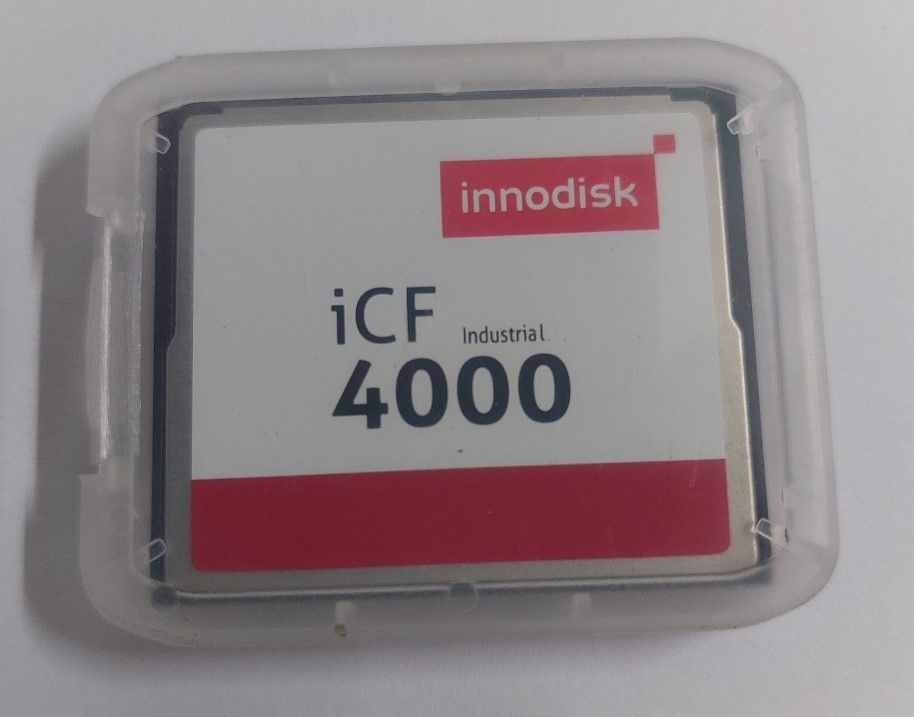 innodisk
iCF Industrial
4000